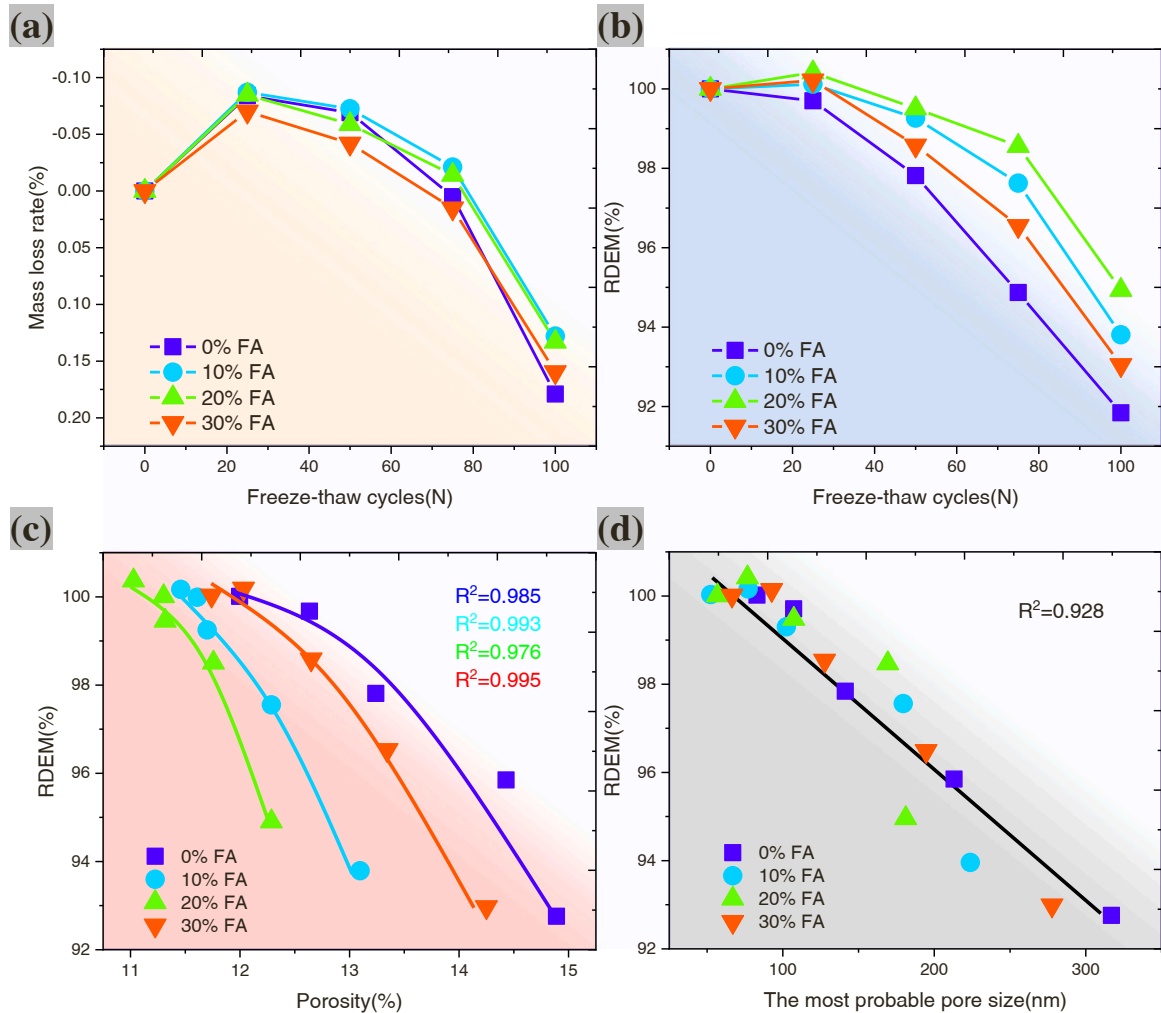 (a)
-0.10
-0.05
0.00
0.05
0.10
0.15
0.20
Mass loss rate(%)
0% FA
10% FA
20% FA
30% FA
0
20
40
60
80
100
Freeze-thaw cycles(N)
(b)
100
98
96
94
92
RDEM(%)
0% FA
10% FA
20% FA
30% FA
0
20
40
60
80
100
Freeze-thaw cycles(N)
(c)
100
98
96
94
92
RDEM(%)
R²=0.985
R²=0.993
R²=0.976
R²=0.995
0% FA
10% FA
20% FA
30% FA
11
12
13
14
15
Porosity(%)
(d)
100
98
96
94
92
RDEM(%)
R²=0.928
0% FA
10% FA
20% FA
30% FA
100
200
300
The most probable pore size(nm)